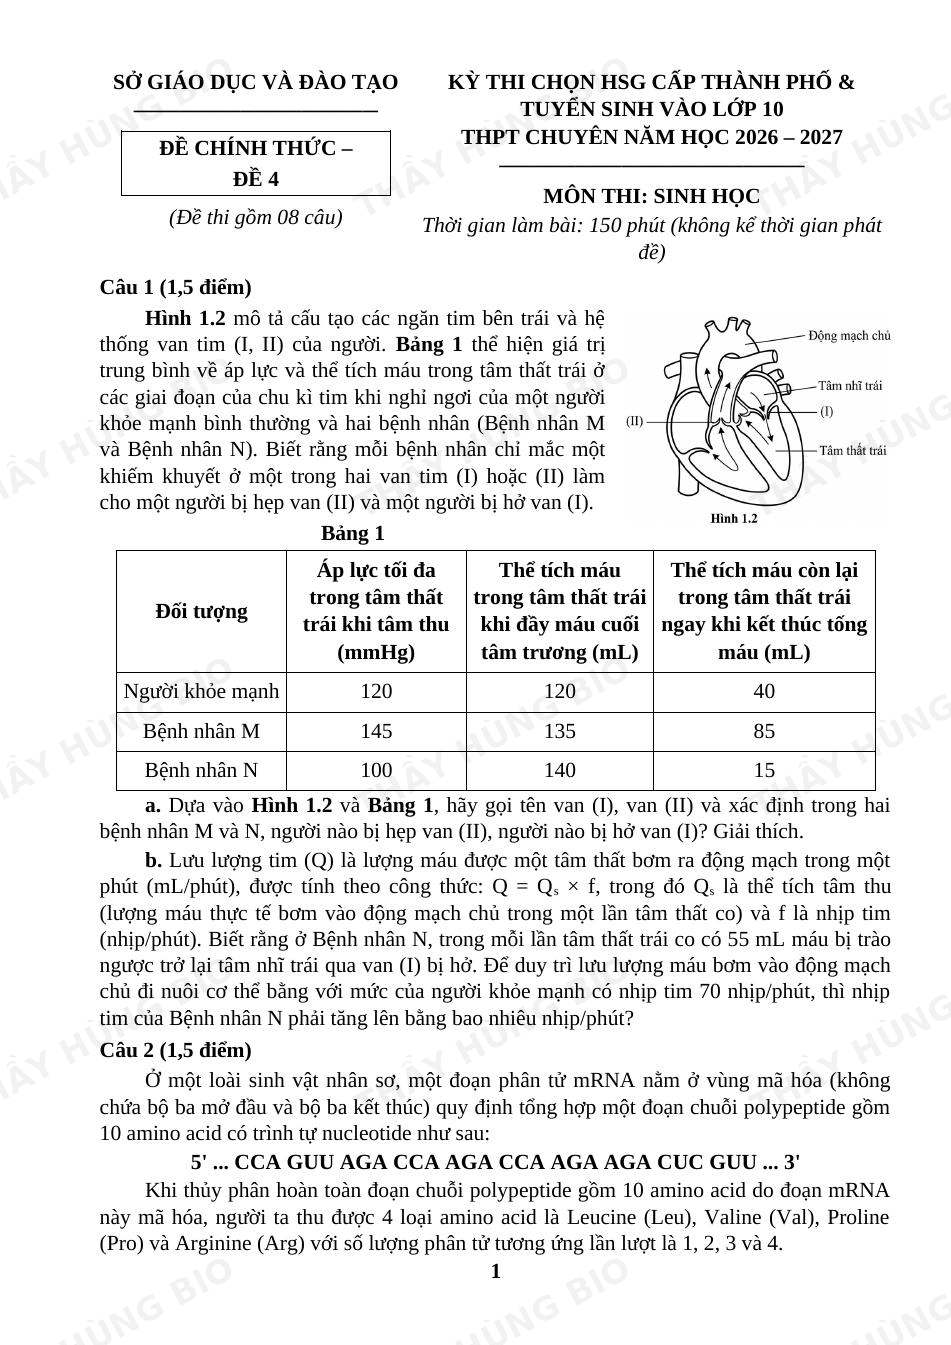 SỞ GIÁO DỤC VÀ ĐÀO TẠO
ĐỀ CHÍNH THỨC –
ĐỀ 4
(Đề thi gồm 08 câu)
KỲ THI CHỌN HSG CẤP THÀNH PHỐ &
TUYỂN SINH VÀO LỚP 10
THPT CHUYÊN NĂM HỌC 2026 – 2027
MÔN THI: SINH HỌC
Thời gian làm bài: 150 phút (không kể thời gian phát
đề)
Câu 1 (1,5 điểm)
Hình 1.2 mô tả cấu tạo các ngăn tim bên trái và hệ
thống van tim (I, II) của người. Bảng 1 thể hiện giá trị
trung bình về áp lực và thể tích máu trong tâm thất trái ở
các giai đoạn của chu kì tim khi nghỉ ngơi của một người
khỏe mạnh bình thường và hai bệnh nhân (Bệnh nhân M
và Bệnh nhân N). Biết rằng mỗi bệnh nhân chỉ mắc một
khiếm khuyết ở một trong hai van tim (I) hoặc (II) làm
cho một người bị hẹp van (II) và một người bị hở van (I).
Động mạch chủ
Tâm nhĩ trái
(I)
(II)
Tâm thất trái
Hình 1.2
Bảng 1
Đối tượng
Áp lực tối đa
trong tâm thất
trái khi tâm thu
(mmHg)
Thể tích máu
trong tâm thất trái
khi đầy máu cuối
tâm trương (mL)
Thể tích máu còn lại
trong tâm thất trái
ngay khi kết thúc tống
máu (mL)
Người khỏe mạnh 120 120 40
Bệnh nhân M 145 135 85
Bệnh nhân N 100 140 15
a. Dựa vào Hình 1.2 và Bảng 1, hãy gọi tên van (I), van (II) và xác định trong hai
bệnh nhân M và N, người nào bị hẹp van (II), người nào bị hở van (I)? Giải thích.
b. Lưu lượng tim (Q) là lượng máu được một tâm thất bơm ra động mạch trong một
phút (mL/phút), được tính theo công thức: Q = Qₛ × f, trong đó Qₛ là thể tích tâm thu
(lượng máu thực tế bơm vào động mạch chủ trong một lần tâm thất co) và f là nhịp tim
(nhịp/phút). Biết rằng ở Bệnh nhân N, trong mỗi lần tâm thất trái co có 55 mL máu bị trào
ngược trở lại tâm nhĩ trái qua van (I) bị hở. Để duy trì lưu lượng máu bơm vào động mạch
chủ đi nuôi cơ thể bằng với mức của người khỏe mạnh có nhịp tim 70 nhịp/phút, thì nhịp
tim của Bệnh nhân N phải tăng lên bằng bao nhiêu nhịp/phút?
Câu 2 (1,5 điểm)
Ở một loài sinh vật nhân sơ, một đoạn phân tử mRNA nằm ở vùng mã hóa (không
chứa bộ ba mở đầu và bộ ba kết thúc) quy định tổng hợp một đoạn chuỗi polypeptide gồm
10 amino acid có trình tự nucleotide như sau:
5' ... CCA GUU AGA CCA AGA CCA AGA AGA CUC GUU ... 3'
Khi thủy phân hoàn toàn đoạn chuỗi polypeptide gồm 10 amino acid do đoạn mRNA
này mã hóa, người ta thu được 4 loại amino acid là Leucine (Leu), Valine (Val), Proline
(Pro) và Arginine (Arg) với số lượng phân tử tương ứng lần lượt là 1, 2, 3 và 4.
1
THẦY HÙNG BIO